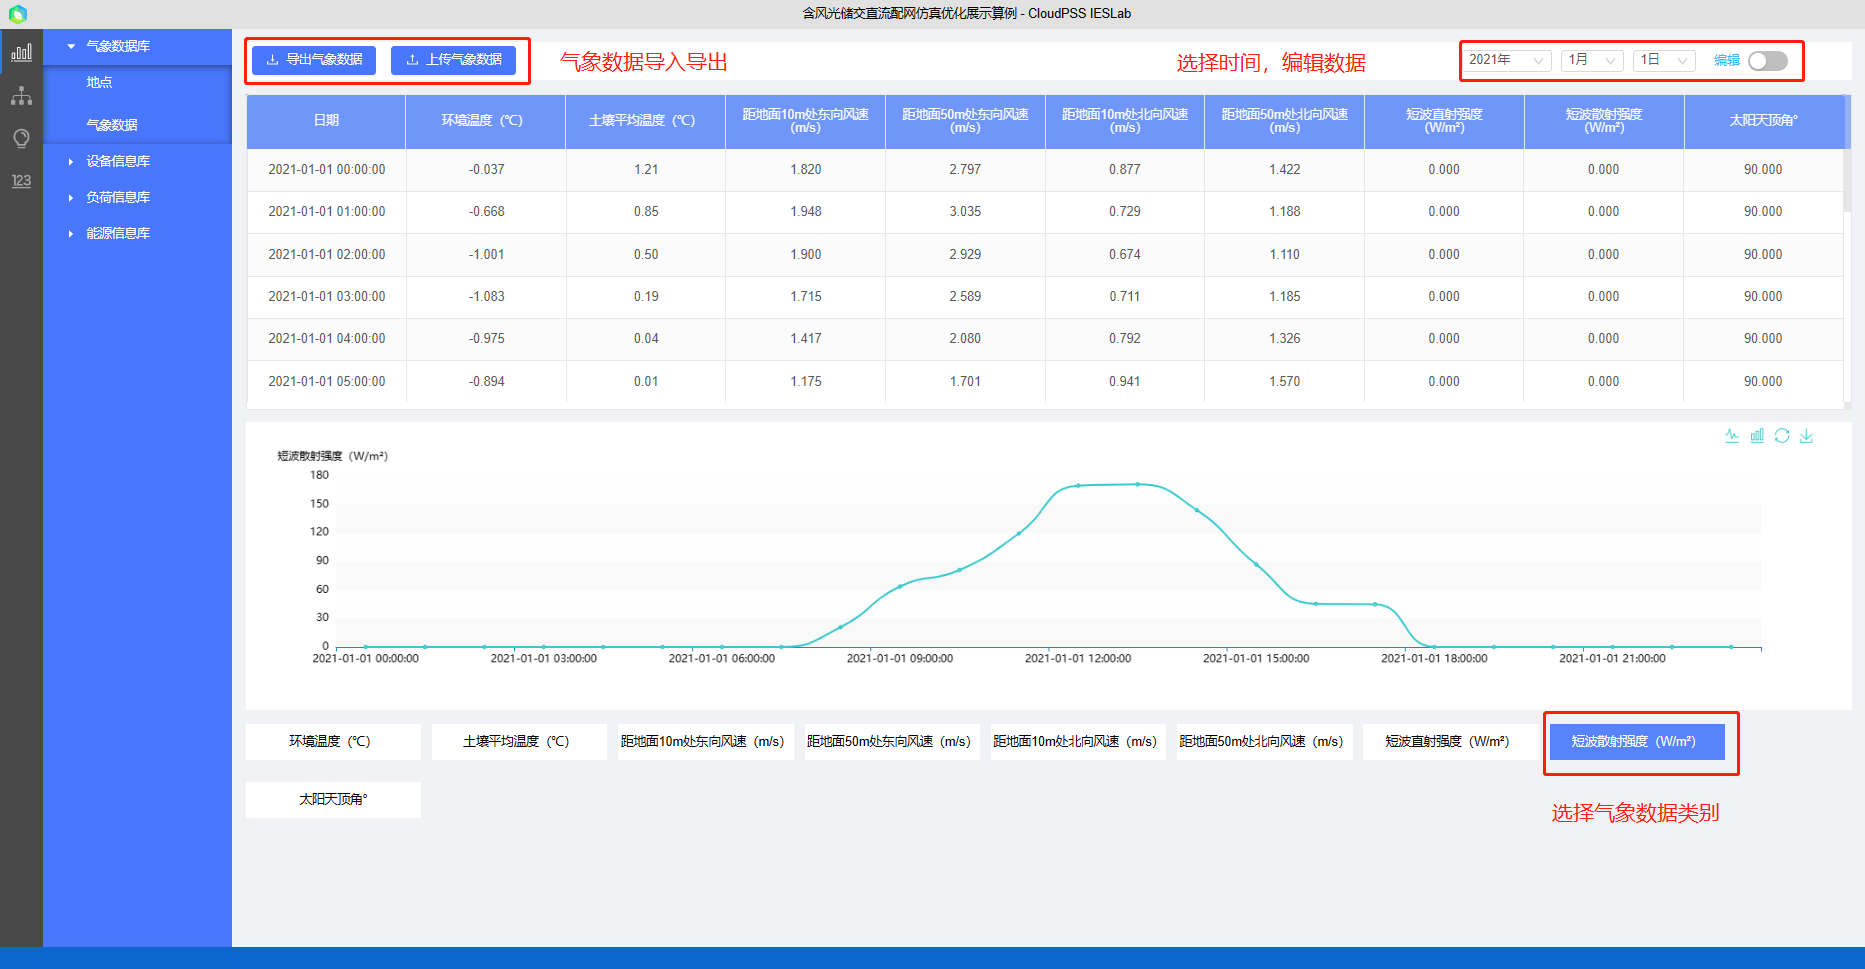 含风光储交直流配网仿真优化展示算例 - CloudPSS IESLab
气象数据库
地点
气象数据
设备信息库
负荷信息库
能源信息库
123
导出气象数据 上传气象数据 气象数据导入导出 选择时间，编辑数据 2021年 1月 1日 编辑
日期 环境温度（℃） 土壤平均温度（℃） 距地面10m处东向风速（m/s） 距地面50m处东向风速（m/s） 距地面10m处北向风速（m/s） 距地面50m处北向风速（m/s） 短波直射强度（W/m²） 短波散射强度（W/m²） 太阳天顶角°
2021-01-01 00:00:00 -0.037 1.21 1.820 2.797 0.877 1.422 0.000 0.000 90.000
2021-01-01 01:00:00 -0.668 0.85 1.948 3.035 0.729 1.188 0.000 0.000 90.000
2021-01-01 02:00:00 -1.001 0.50 1.900 2.929 0.674 1.110 0.000 0.000 90.000
2021-01-01 03:00:00 -1.083 0.19 1.715 2.589 0.711 1.185 0.000 0.000 90.000
2021-01-01 04:00:00 -0.975 0.04 1.417 2.080 0.792 1.326 0.000 0.000 90.000
2021-01-01 05:00:00 -0.894 0.01 1.175 1.701 0.941 1.570 0.000 0.000 90.000
短波散射强度（W/m²）
180
150
120
90
60
30
0
2021-01-01 00:00:00 2021-01-01 03:00:00 2021-01-01 06:00:00 2021-01-01 09:00:00 2021-01-01 12:00:00 2021-01-01 15:00:00 2021-01-01 18:00:00 2021-01-01 21:00:00
环境温度（℃） 土壤平均温度（℃） 距地面10m处东向风速（m/s） 距地面50m处东向风速（m/s） 距地面10m处北向风速（m/s） 距地面50m处北向风速（m/s） 短波直射强度（W/m²） 短波散射强度（W/m²）
太阳天顶角°
选择气象数据类别